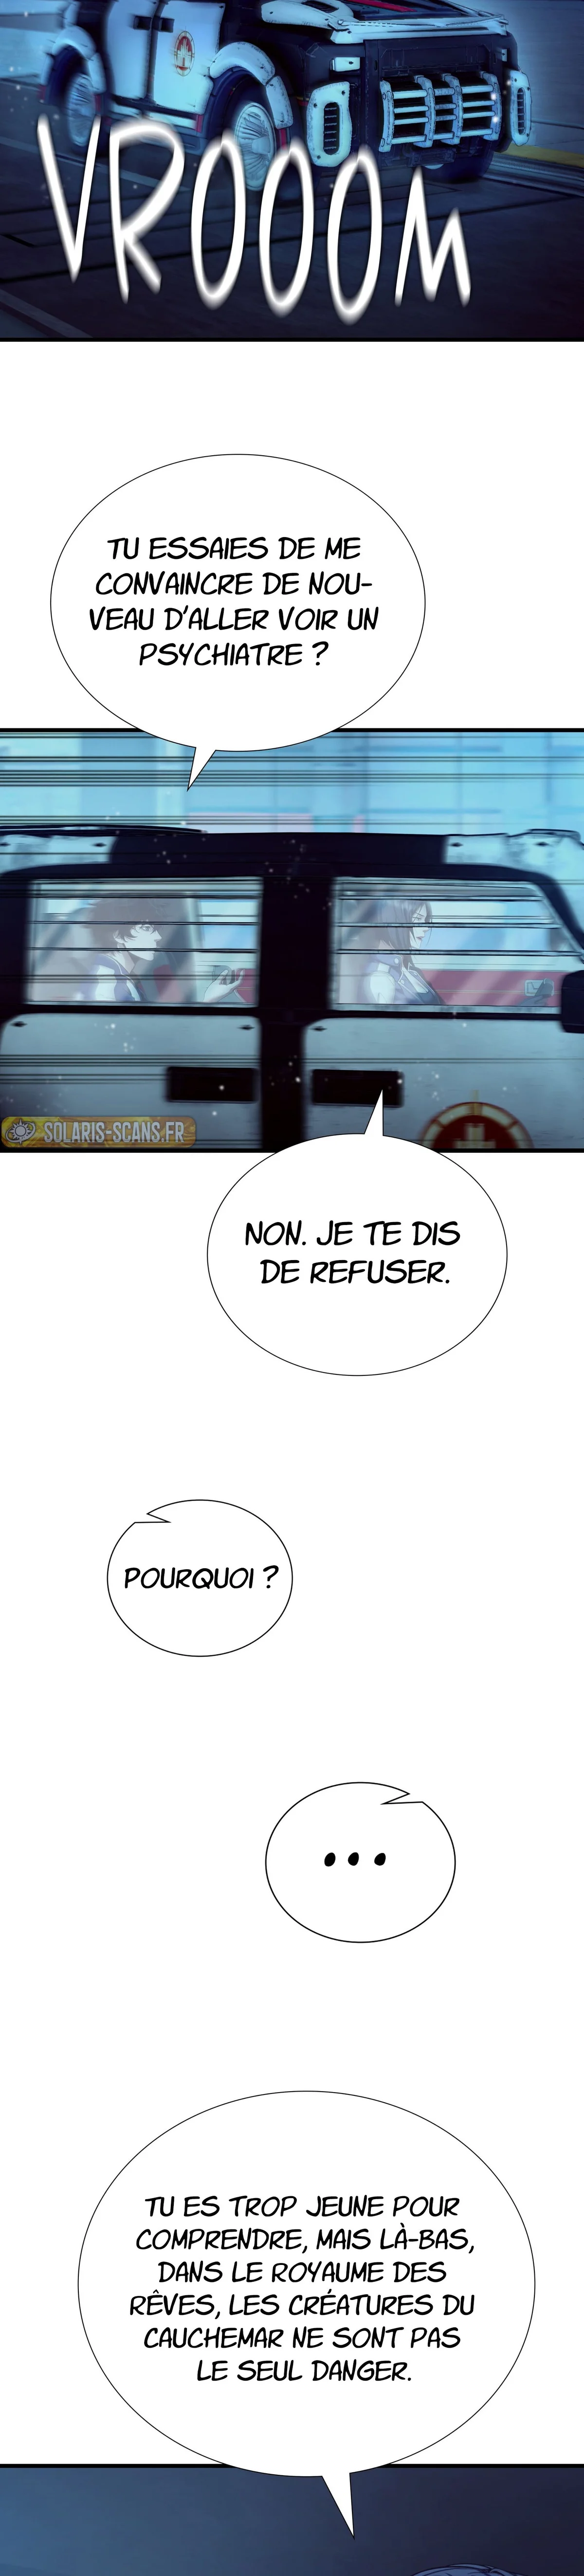 VROOOM
TU ESSAIES DE ME
CONVAINCRE DE NOU-
VEAU D'ALLER VOIR UN
PSYCHIATRE ?
SOLARIS-SCANS.FR
NON. JE TE DIS
DE REFUSER.
POURQUOI ?
...
TU ES TROP JEUNE POUR
COMPRENDRE, MAIS LÀ-BAS,
DANS LE ROYAUME DES
RÊVES, LES CRÉATURES DU
CAUCHEMAR NE SONT PAS
LE SEUL DANGER.